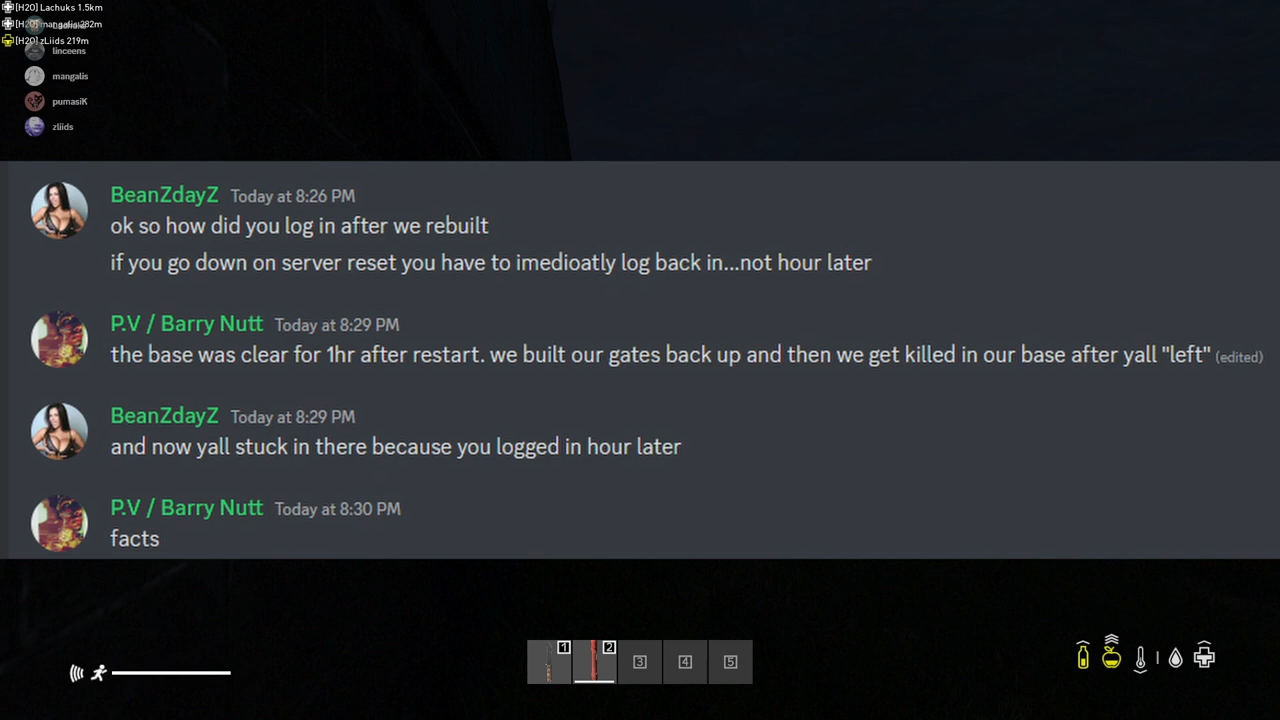 [H2O] Lachuks 1.5km
[H2O] mangalis 282m
[H2O] zLiids 219m
linceens
mangalis
pumasiK
zliids
BeanZdayZ Today at 8:26 PM
ok so how did you log in after we rebuilt
if you go down on server reset you have to imedioatly log back in...not hour later
P.V / Barry Nutt Today at 8:29 PM
the base was clear for 1hr after restart. we built our gates back up and then we get killed in our base after yall "left" (edited)
BeanZdayZ Today at 8:29 PM
and now yall stuck in there because you logged in hour later
P.V / Barry Nutt Today at 8:30 PM
facts
1 2 3 4 5